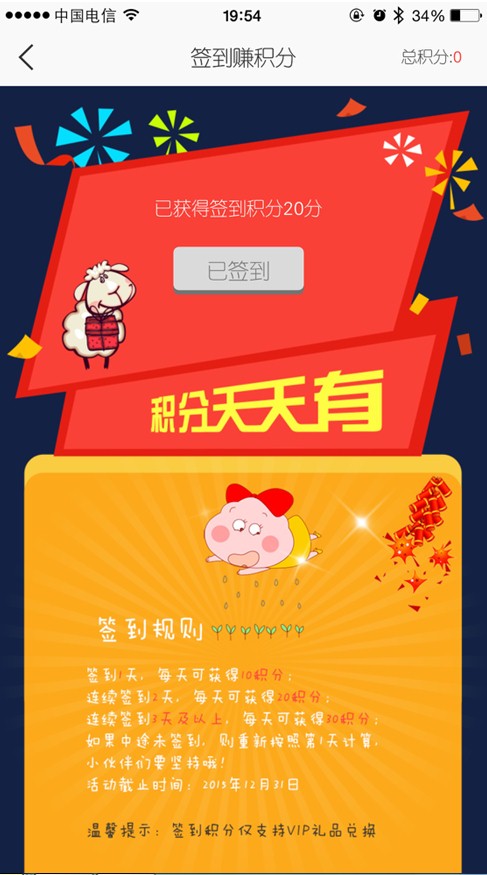 中国电信 19:54 34%
签到赚积分 总积分:0
已获得签到积分20分
已签到
积分天天有
签到规则
签到1天，每天可获得10积分；
连续签到2天，每天可获得20积分；
连续签到3天及以上，每天可获得30积分；
如果中途未签到，则重新按照第1天计算，
小伙伴们要坚持哦！
活动截止时间：2015年12月31日
温馨提示：签到积分仅支持VIP礼品兑换